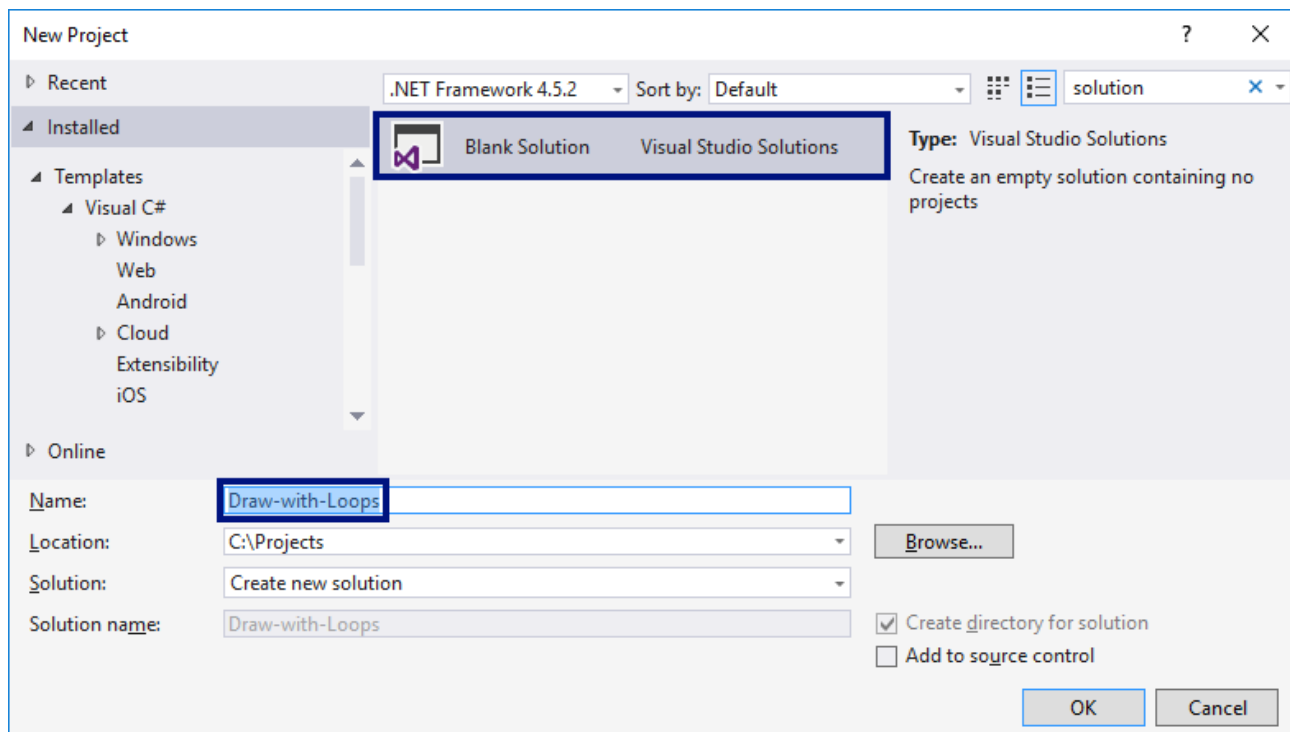 New Project
?
Recent
.NET Framework 4.5.2
Sort by: Default
solution
Installed
Blank Solution Visual Studio Solutions
Type: Visual Studio Solutions
Create an empty solution containing no
projects
Templates
Visual C#
Windows
Web
Android
Cloud
Extensibility
iOS
Online
Name: Draw-with-Loops
Location: C:\Projects
Browse...
Solution: Create new solution
Solution name: Draw-with-Loops
Create directory for solution
Add to source control
OK
Cancel